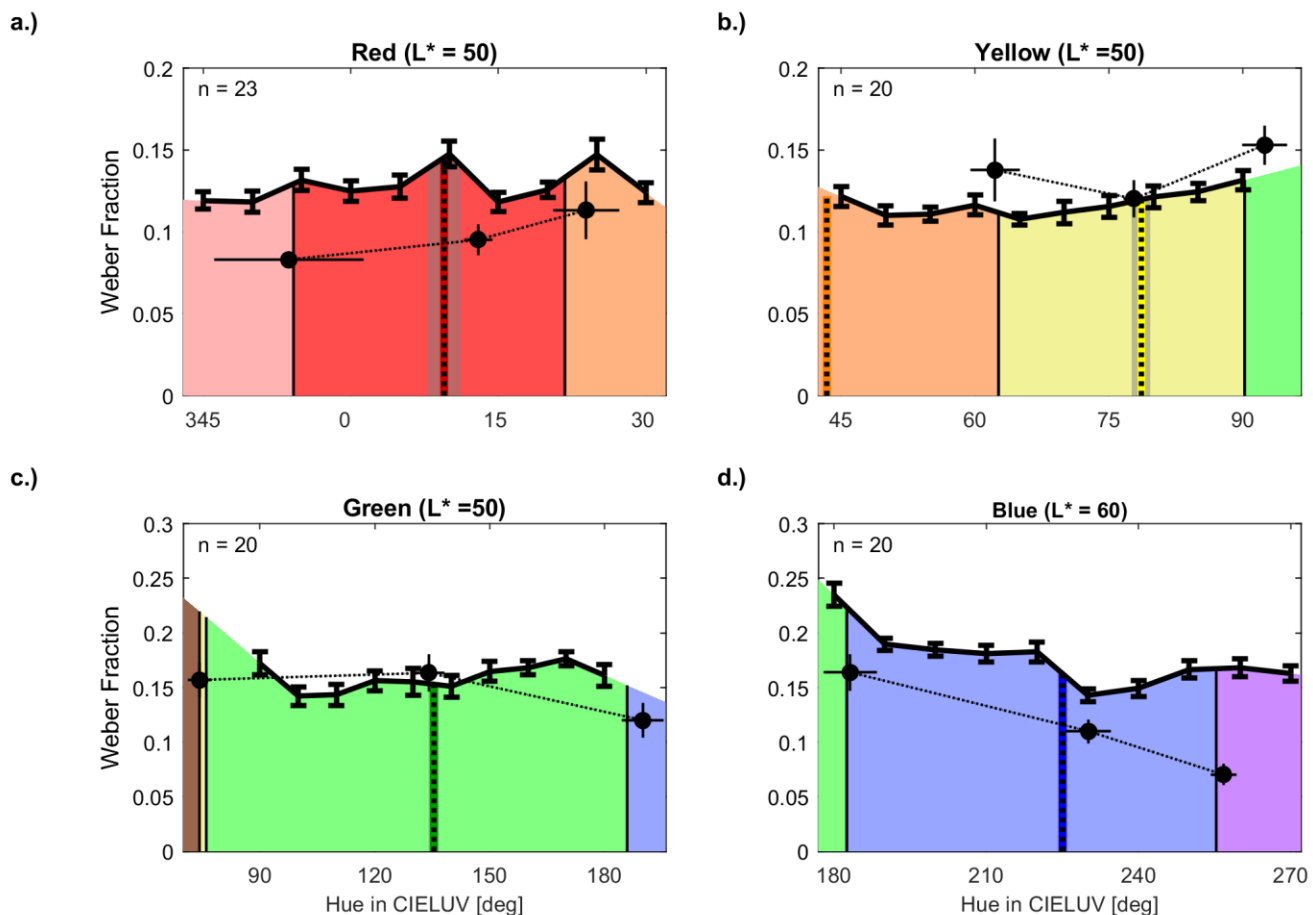 a.)
Red (L* = 50)
0.2
0.15
0.1
0.05
0
Weber Fraction
n = 23
345 0 15 30
b.)
Yellow (L* =50)
0.2
0.15
0.1
0.05
0
n = 20
45 60 75 90
c.)
Green (L* =50)
0.3
0.25
0.2
0.15
0.1
0.05
0
Weber Fraction
n = 20
90 120 150 180
Hue in CIELUV [deg]
d.)
Blue (L* = 60)
0.3
0.25
0.2
0.15
0.1
0.05
0
n = 20
180 210 240 270
Hue in CIELUV [deg]